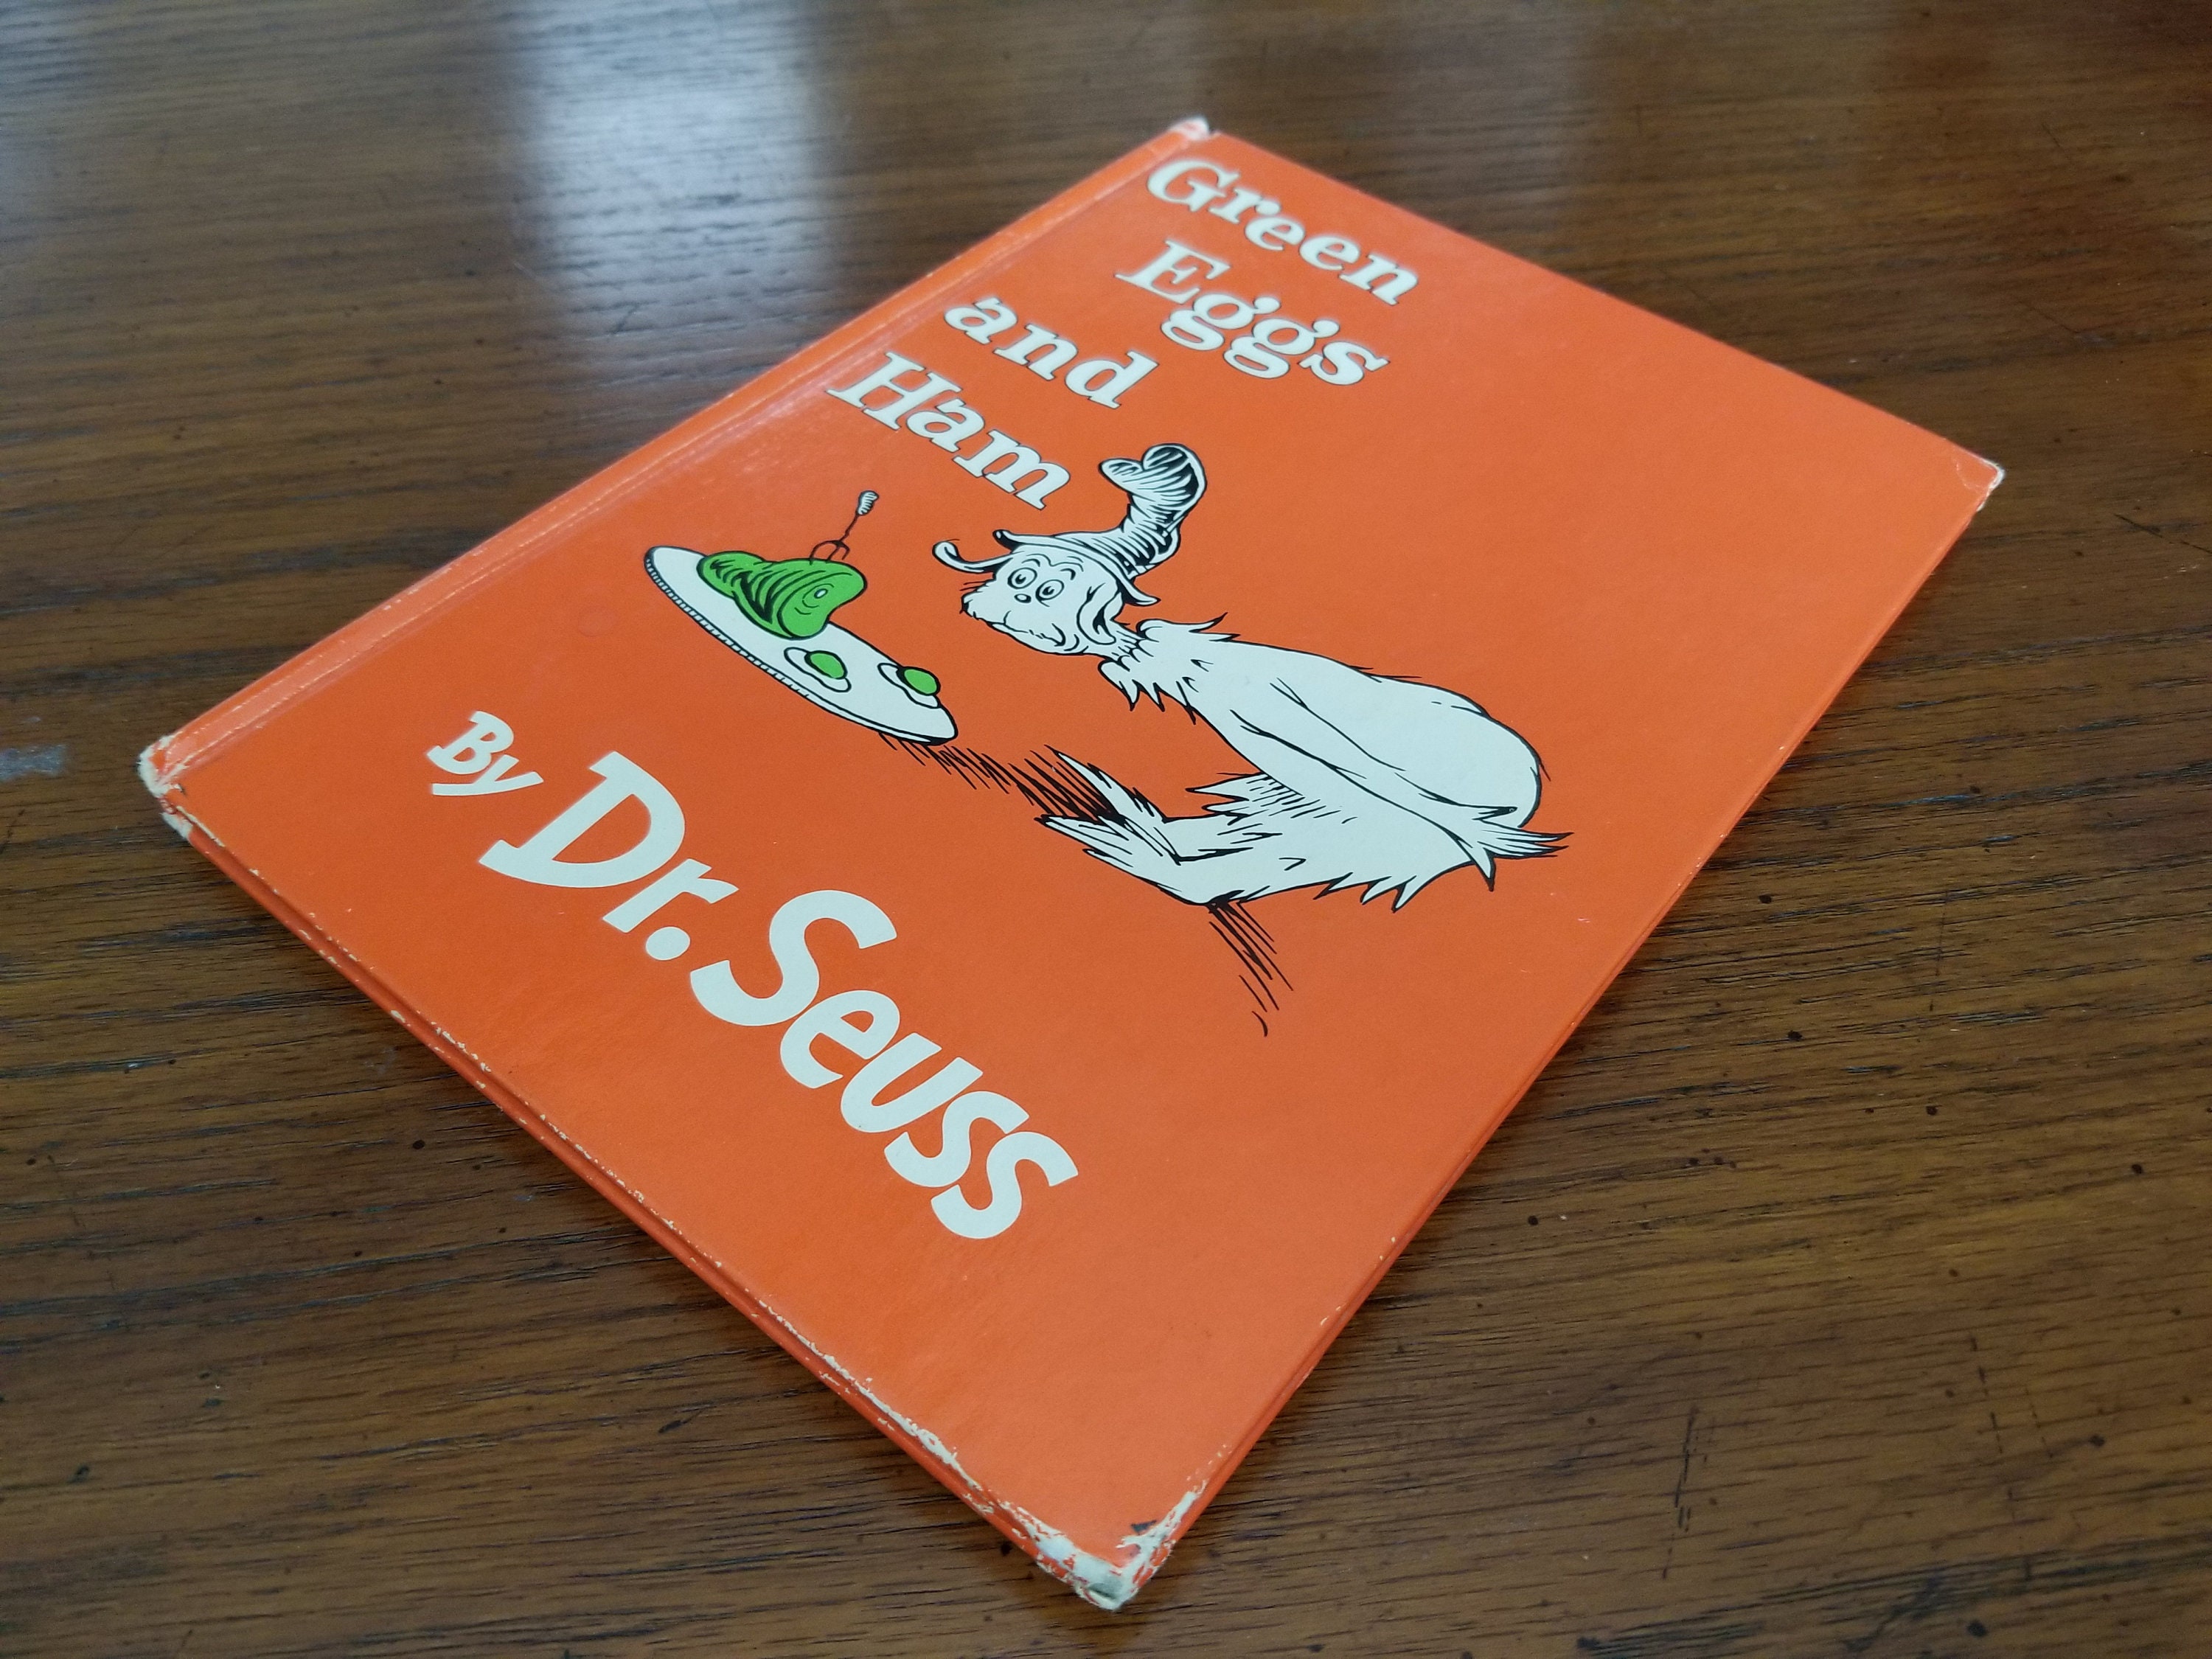 Green
Eggs
and
Ham
By Dr. Seuss